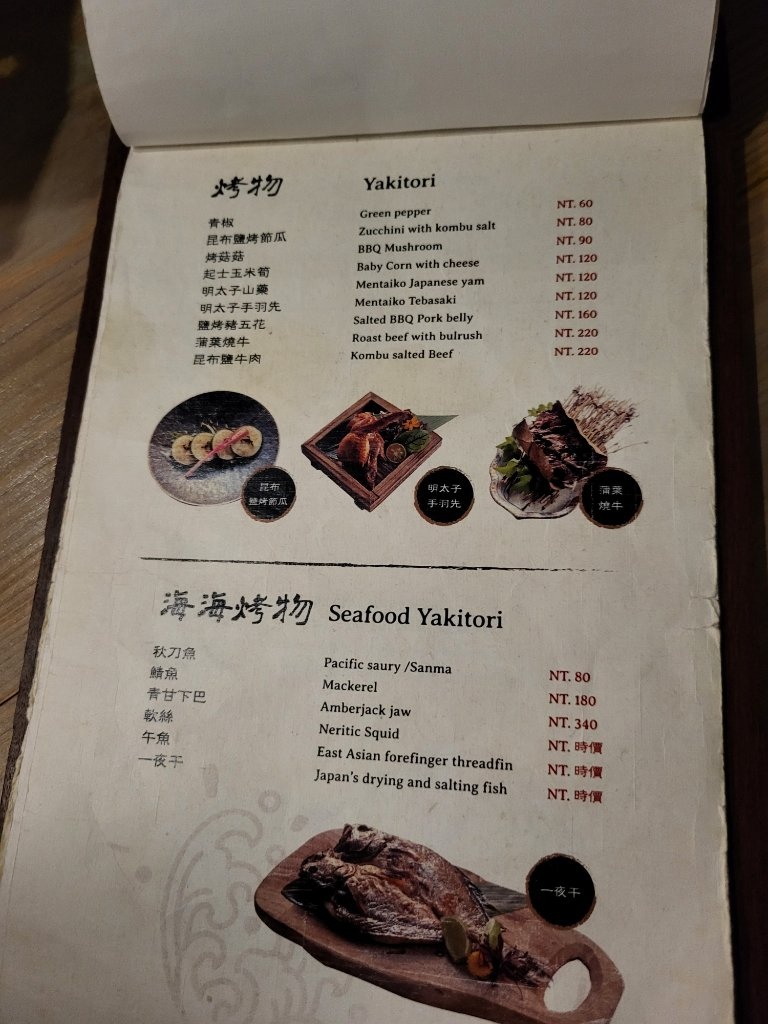 烤物 Yakitori
青椒 Green pepper NT. 60
昆布鹽烤節瓜 Zucchini with kombu salt NT. 80
烤菇菇 BBQ Mushroom NT. 90
起士玉米筍 Baby Corn with cheese NT. 120
明太子山藥 Mentaiko Japanese yam NT. 120
明太子手羽先 Mentaiko Tebasaki NT. 120
鹽烤豬五花 Salted BBQ Pork belly NT. 160
蒲葉燒牛 Roast beef with bulrush NT. 220
昆布鹽牛肉 Kombu salted Beef NT. 220
昆布
鹽烤節瓜
明太子
手羽先
蒲葉
燒牛
海海烤物 Seafood Yakitori
秋刀魚 Pacific saury /Sanma NT. 80
鯖魚 Mackerel NT. 180
青甘下巴 Amberjack jaw NT. 340
軟絲 Neritic Squid NT. 時價
午魚 East Asian forefinger threadfin NT. 時價
一夜干 Japan's drying and salting fish NT. 時價
一夜干